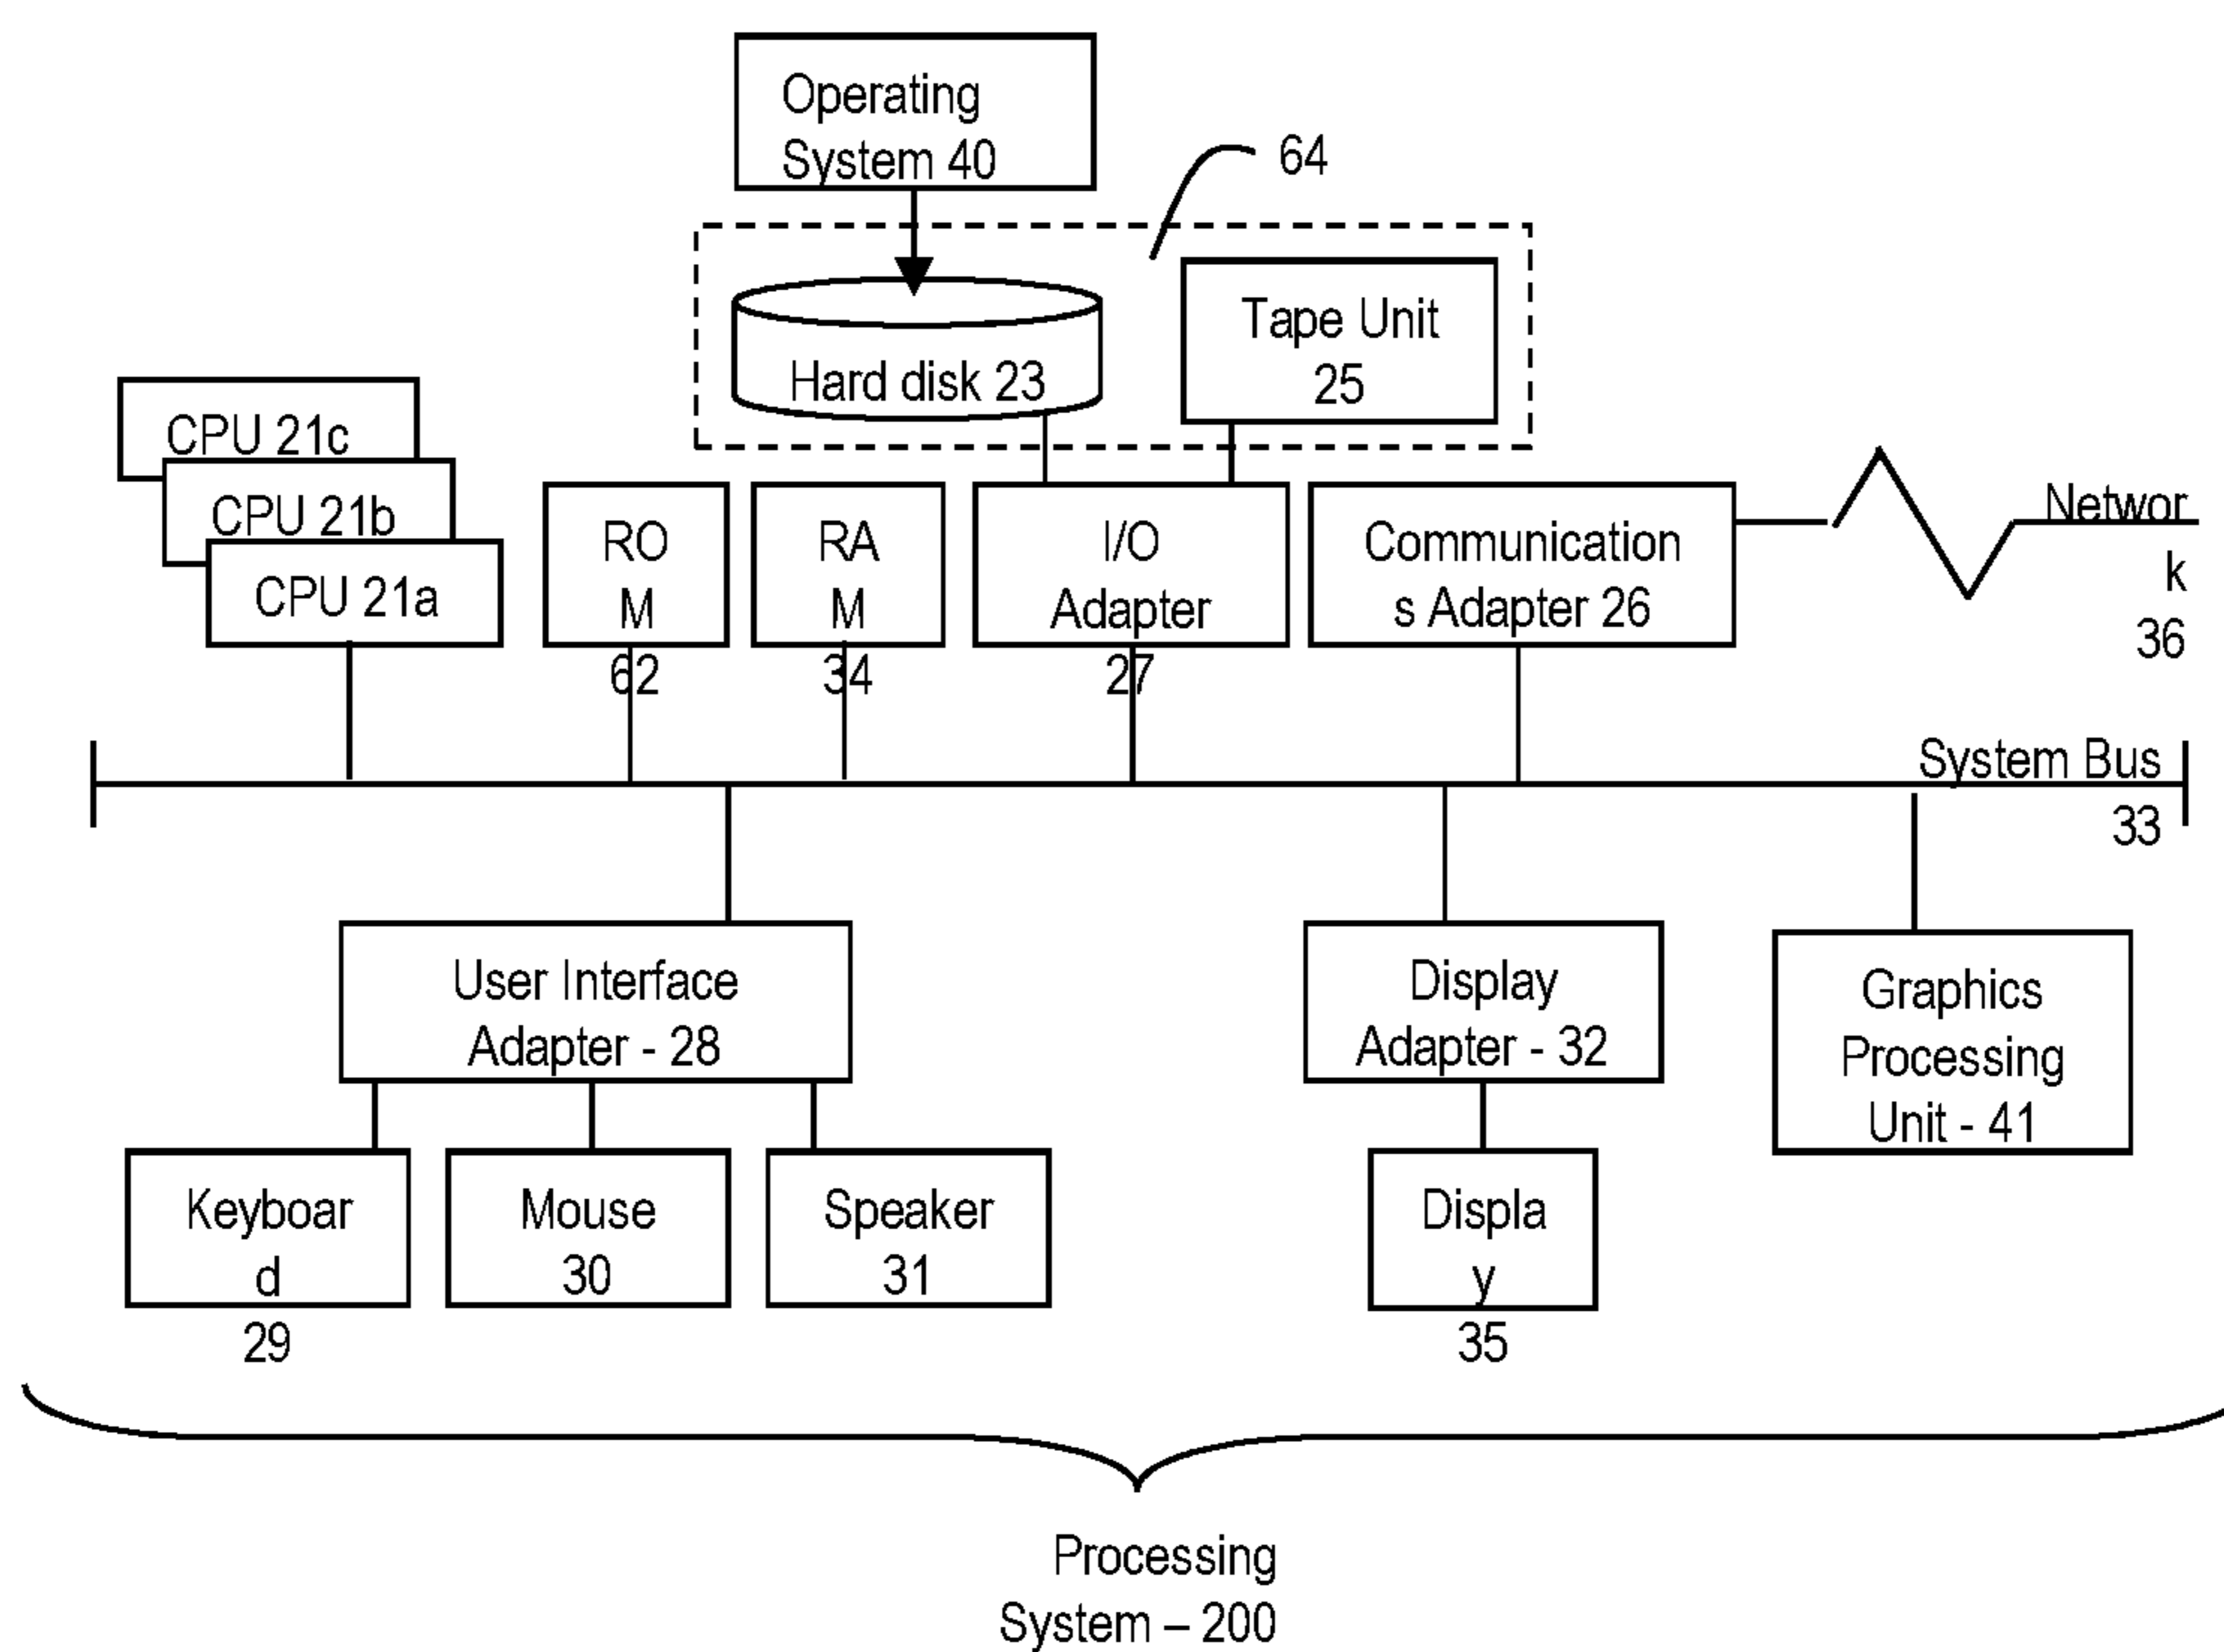 Operating
System 40
64
Hard disk 23
Tape Unit
25
CPU 21c
CPU 21b
CPU 21a
RO
M
62
RA
M
34
I/O
Adapter
27
Communication
s Adapter 26
Networ
k
36
System Bus
33
User Interface
Adapter - 28
Display
Adapter - 32
Graphics
Processing
Unit - 41
Keyboar
d
29
Mouse
30
Speaker
31
Displa
y
35
Processing
System – 200